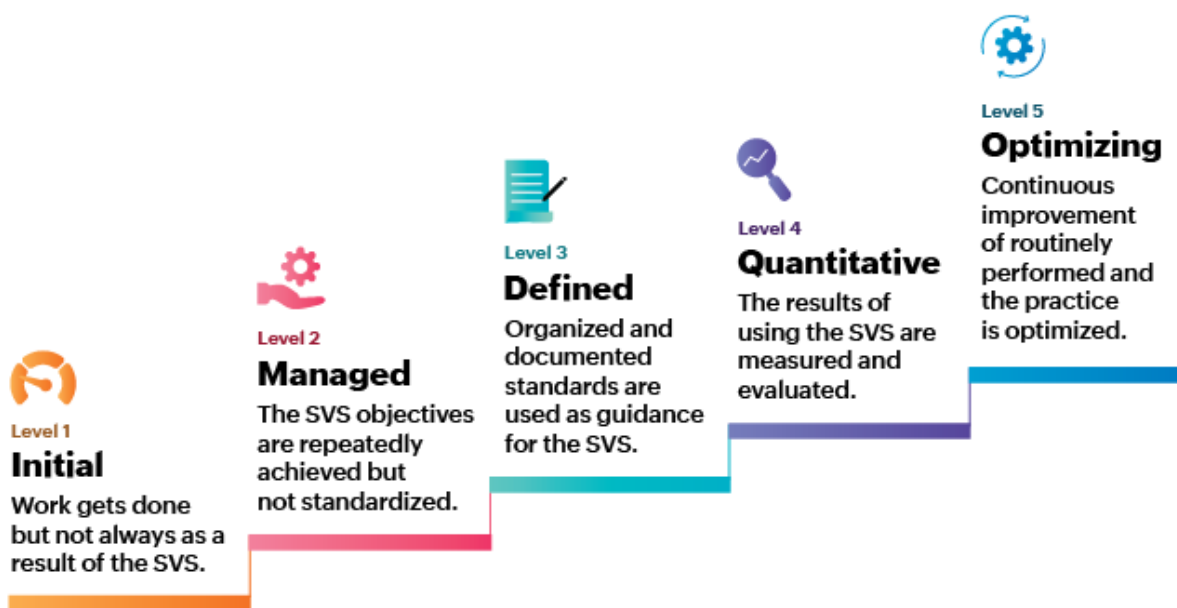 Level 1
Initial
Work gets done
but not always as a
result of the SVS.
Level 2
Managed
The SVS objectives
are repeatedly
achieved but
not standardized.
Level 3
Defined
Organized and
documented
standards are
used as guidance
for the SVS.
Level 4
Quantitative
The results of
using the SVS are
measured and
evaluated.
Level 5
Optimizing
Continuous
improvement
of routinely
performed and
the practice
is optimized.